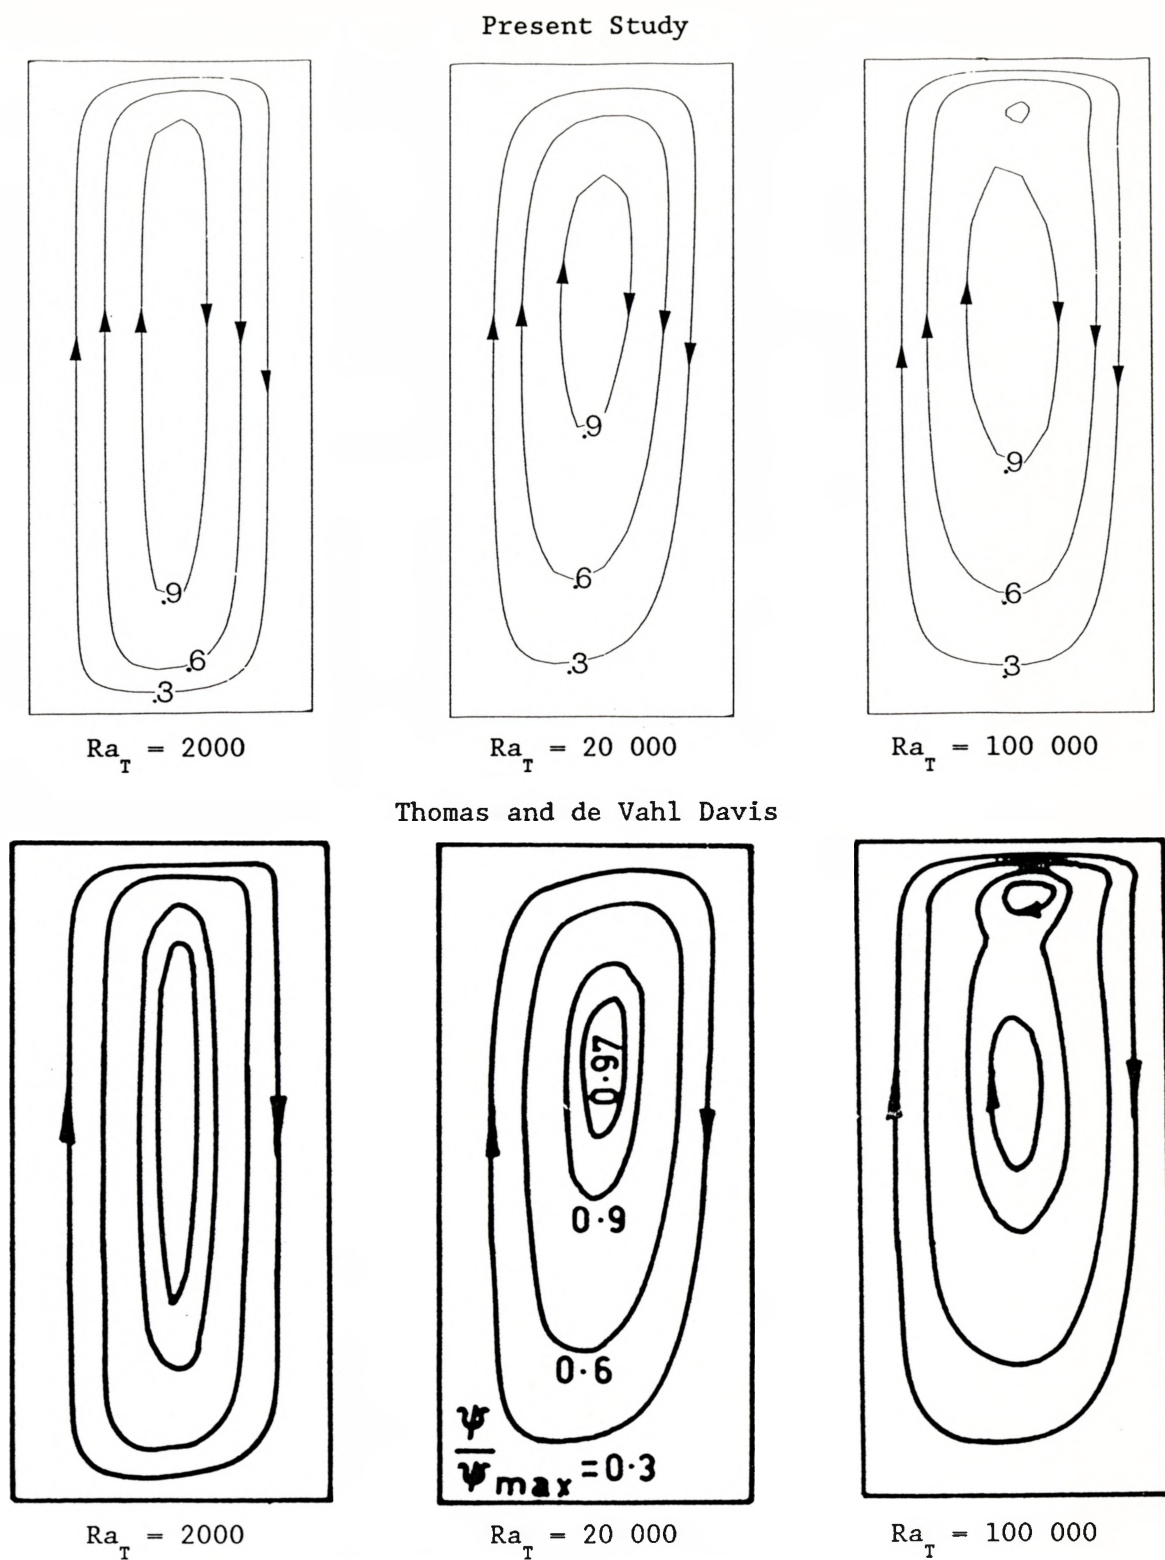 Present Study
.9
.6
.3
.9
.6
.3
.9
.6
.3
Ra_T = 2000
Ra_T = 20 000
Ra_T = 100 000
Thomas and de Vahl Davis
0·97
0·9
0·6
ψ/ψmax = 0·3
Ra_T = 2000
Ra_T = 20 000
Ra_T = 100 000